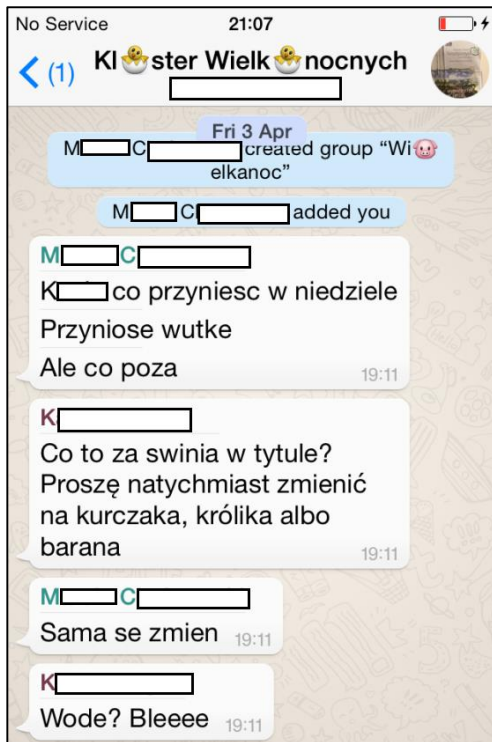 No Service 21:07
(1) Kl🐣ster Wielk🐣nocnych
Fri 3 Apr
M C created group “Wi🐷
elkanoc”
M C added you
M C
K co przyniesc w niedziele
Przyniose wutke
Ale co poza 19:11
K
Co to za swinia w tytule?
Proszę natychmiast zmienić
na kurczaka, królika albo
barana 19:11
M C
Sama se zmien 19:11
K
Wode? Bleeee 19:11